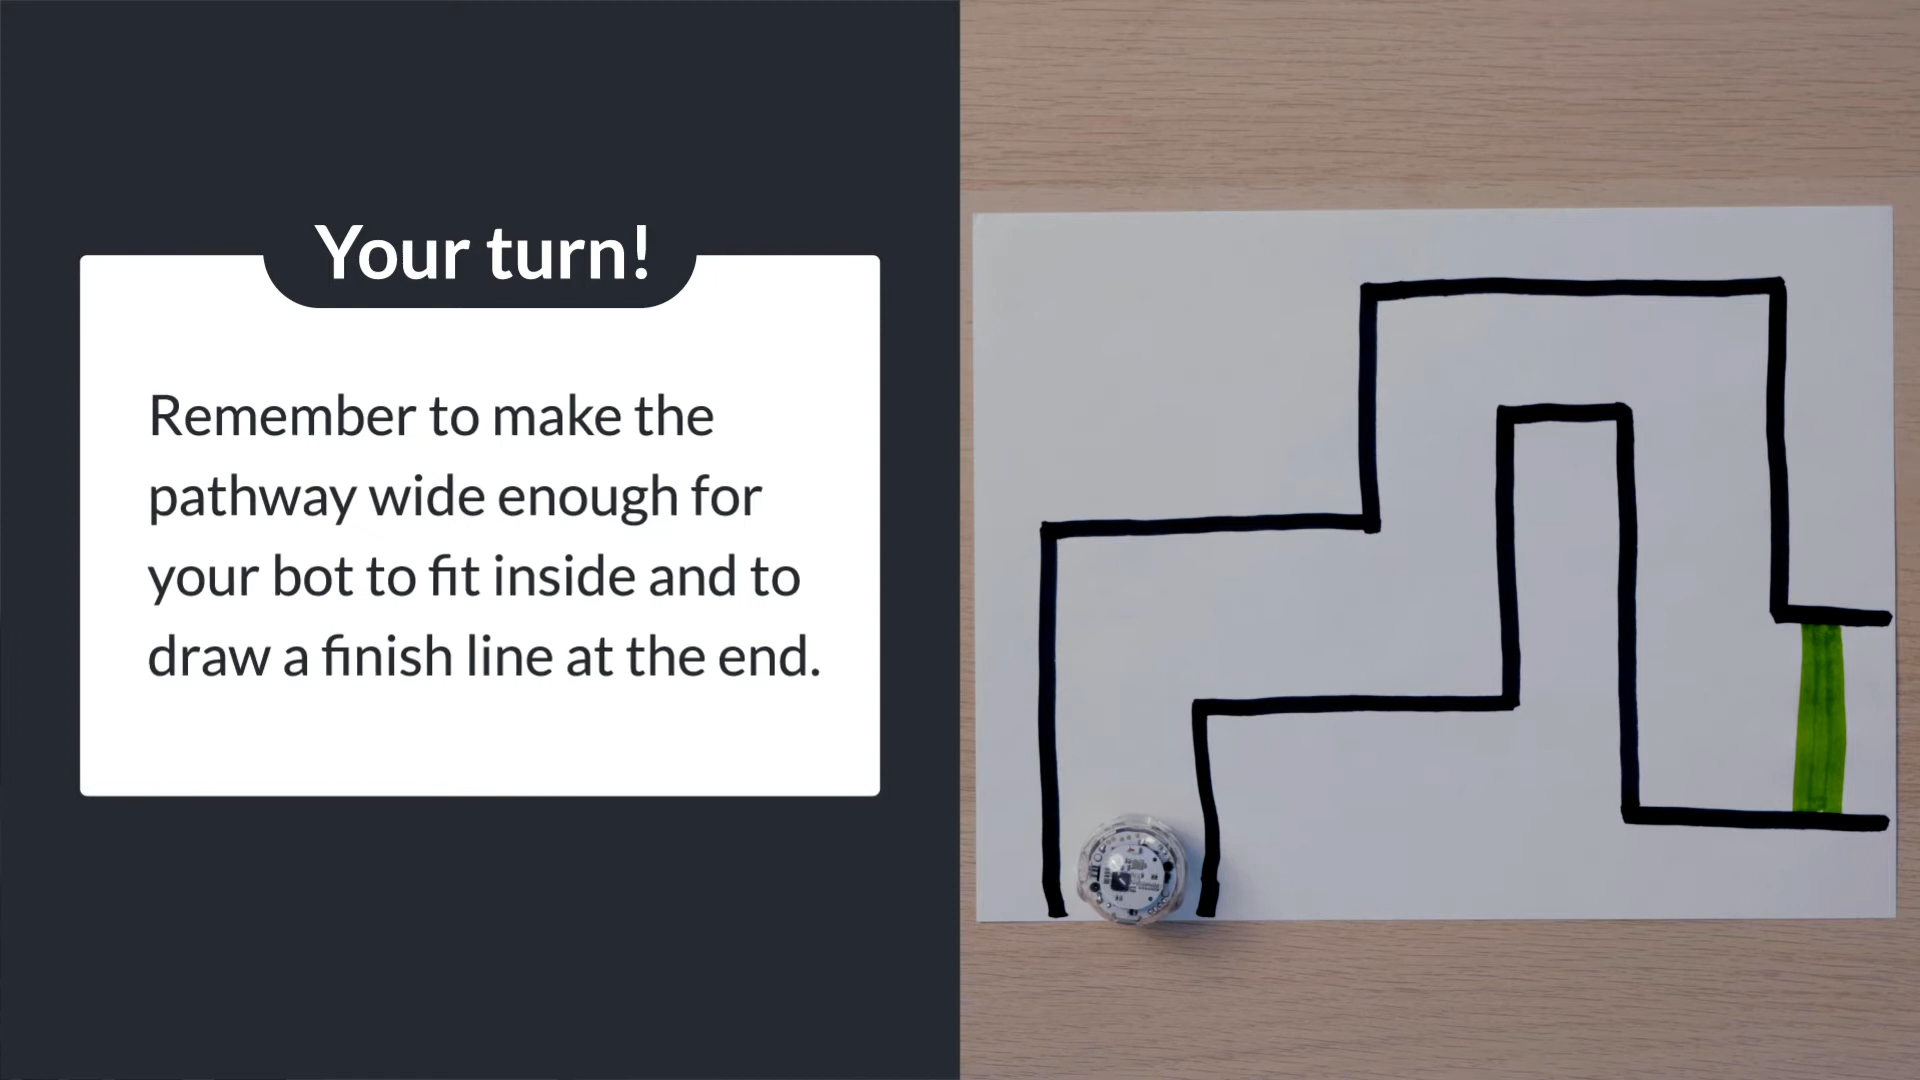 Your turn!
Remember to make the
pathway wide enough for
your bot to fit inside and to
draw a finish line at the end.